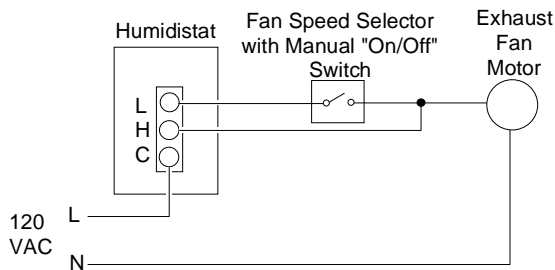 Humidistat
Fan Speed Selector
with Manual "On/Off"
Switch
Exhaust
Fan
Motor
L
H
C
120
VAC
L
N